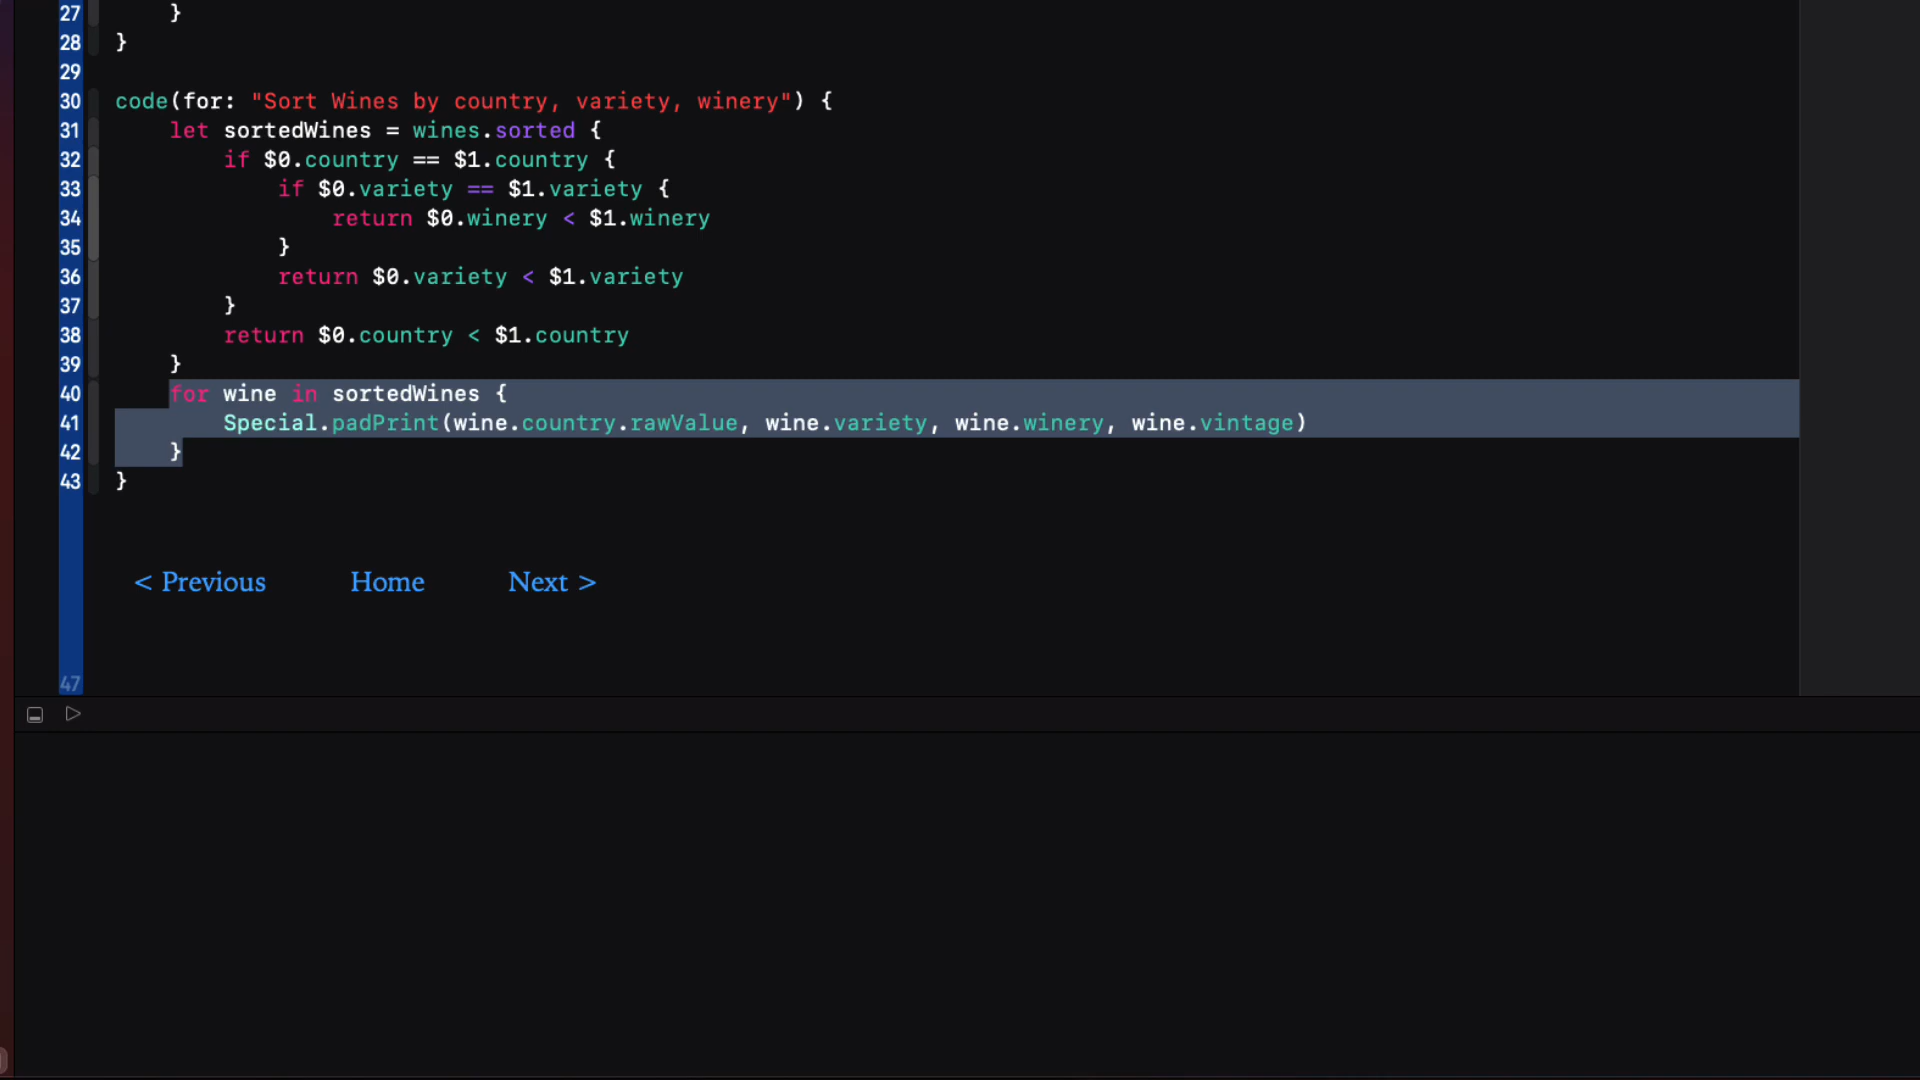 27 }
28 }
29
30 code(for: "Sort Wines by country, variety, winery") {
31 let sortedWines = wines.sorted {
32 if $0.country == $1.country {
33 if $0.variety == $1.variety {
34 return $0.winery < $1.winery
35 }
36 return $0.variety < $1.variety
37 }
38 return $0.country < $1.country
39 }
40 for wine in sortedWines {
41 Special.padPrint(wine.country.rawValue, wine.variety, wine.winery, wine.vintage)
42 }
43 }
< Previous Home Next >
47